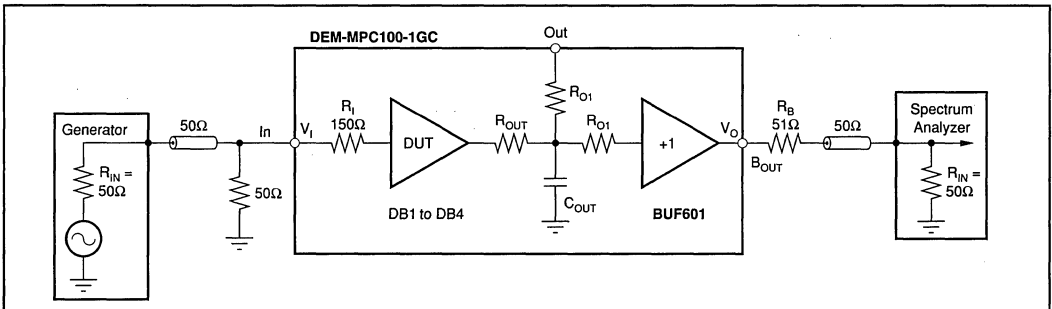 DEM-MPC100-1GC
Out
Generator
R_IN =
50Ω
50Ω
In
50Ω
V_I
R_I
150Ω
DUT
DB1 to DB4
R_OUT
R_O1
R_O1
C_OUT
+1
BUF601
V_O
B_OUT
R_B
51Ω
50Ω
Spectrum
Analyzer
R_IN =
50Ω